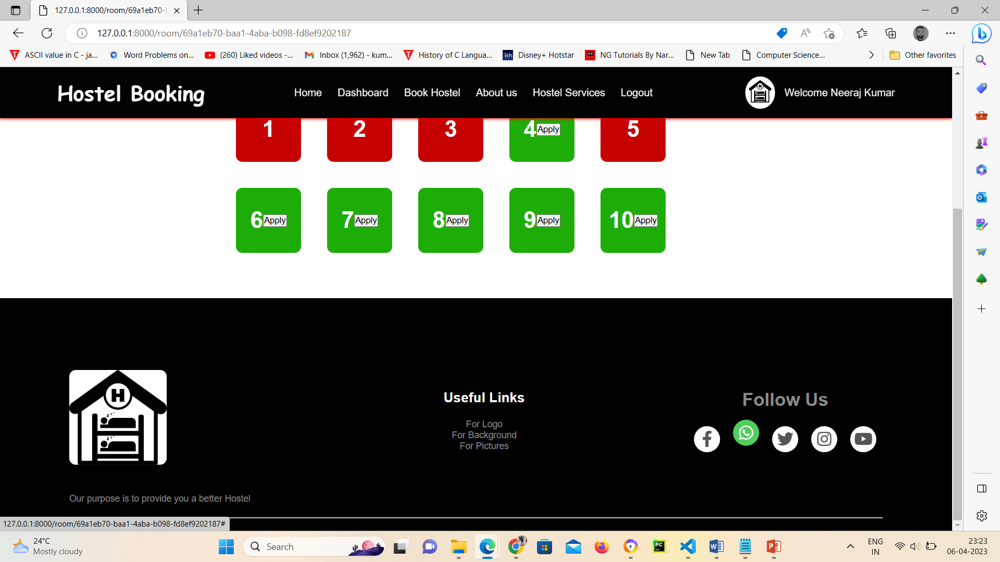 127.0.0.1:8000/room/69a1eb70-b
127.0.0.1:8000/room/69a1eb70-baa1-4aba-b098-fd8ef9202187
ASCII value in C - ja... Word Problems on... (260) Liked videos -... Inbox (1,962) - kum... History of C Langua... Disney+ Hotstar NG Tutorials By Nar... New Tab Computer Science... Other favorites
Hostel Booking Home Dashboard Book Hostel About us Hostel Services Logout H Welcome Neeraj Kumar
1 2 3 4 Apply 5
6 Apply 7 Apply 8 Apply 9 Apply 10 Apply
H
Useful Links
Follow Us
For Logo
For Background
For Pictures
Our purpose is to provide you a better Hostel
127.0.0.1:8000/room/69a1eb70-baa1-4aba-b098-fd8ef9202187#
24°C
Mostly cloudy
Search
ENG
IN
23:23
06-04-2023